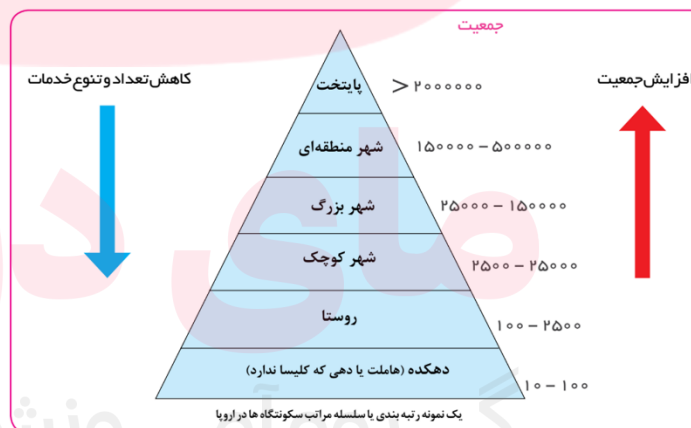 جمعیت
کاهش تعداد و تنوع خدمات
افزایش جمعیت
پایتخت
> ۲۰۰۰۰۰۰
شهر منطقه‌ای
۱۵۰۰۰۰ – ۵۰۰۰۰۰
شهر بزرگ
۲۵۰۰۰ – ۱۵۰۰۰۰
شهر کوچک
۲۵۰۰ – ۲۵۰۰۰
روستا
۱۰۰ – ۲۵۰۰
دهکده (هاملت یا دهی که کلیسا ندارد)
۱۰ – ۱۰۰
یک نمونه رتبه بندی یا سلسله مراتب سکونتگاه ها در اروپا
مای در